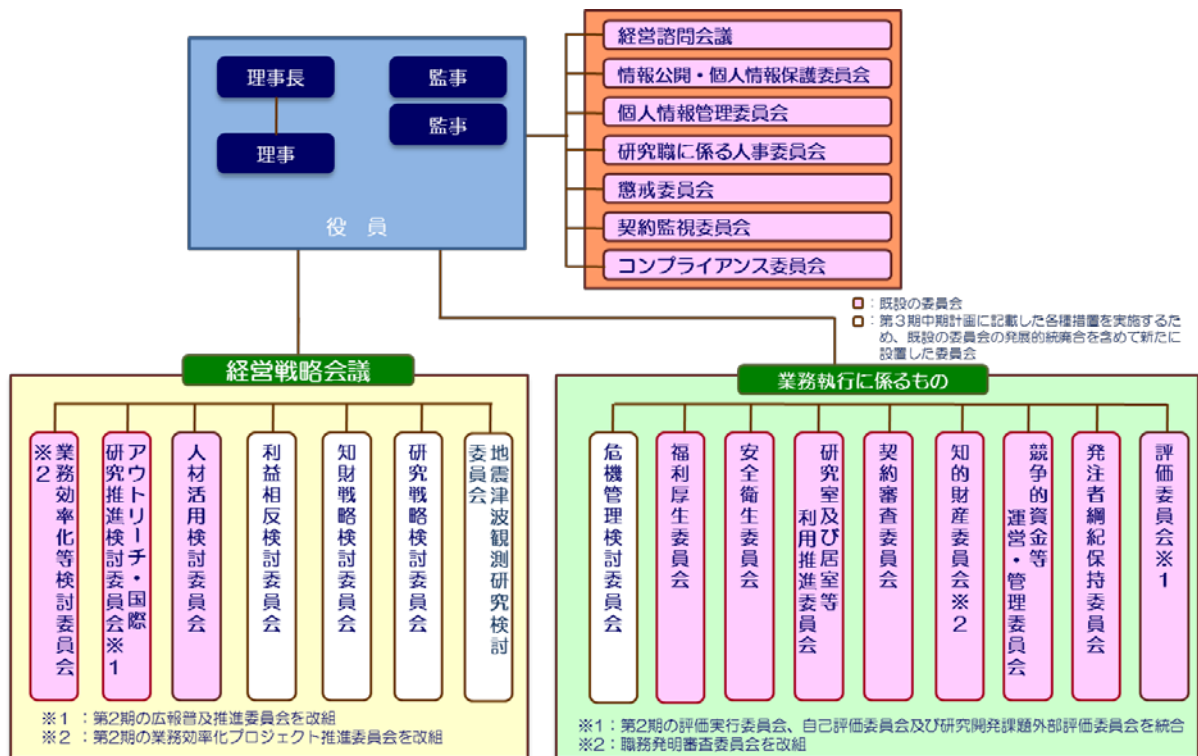 理事長
監事
監事
理事
役員
経営諮問会議
情報公開・個人情報保護委員会
個人情報管理委員会
研究職に係る人事委員会
懲戒委員会
契約監視委員会
コンプライアンス委員会
：既設の委員会
：第３期中期計画に記載した各種措置を実施するた
め、既設の委員会の発展的統廃合を含めて新たに
設置した委員会
経営戦略会議
業務効率化等検討委員会
※２
アウトリーチ・国際
研究推進検討委員会※１
人材活用検討委員会
利益相反検討委員会
知財戦略検討委員会
研究戦略検討委員会
地震津波観測研究検討
委員会
※１：第2期の広報普及推進委員会を改組
※２：第２期の業務効率化プロジェクト推進委員会を改組
業務執行に係るもの
危機管理検討委員会
福利厚生委員会
安全衛生委員会
研究室及び居室等
利用推進委員会
契約審査委員会
知的財産委員会※２
競争的資金等
運営・管理委員会
発注者綱紀保持委員会
評価委員会※１
※１：第2期の評価実行委員会、自己評価委員会及び研究開発課題外部評価委員会を統合
※2：職務発明審査委員会を改組